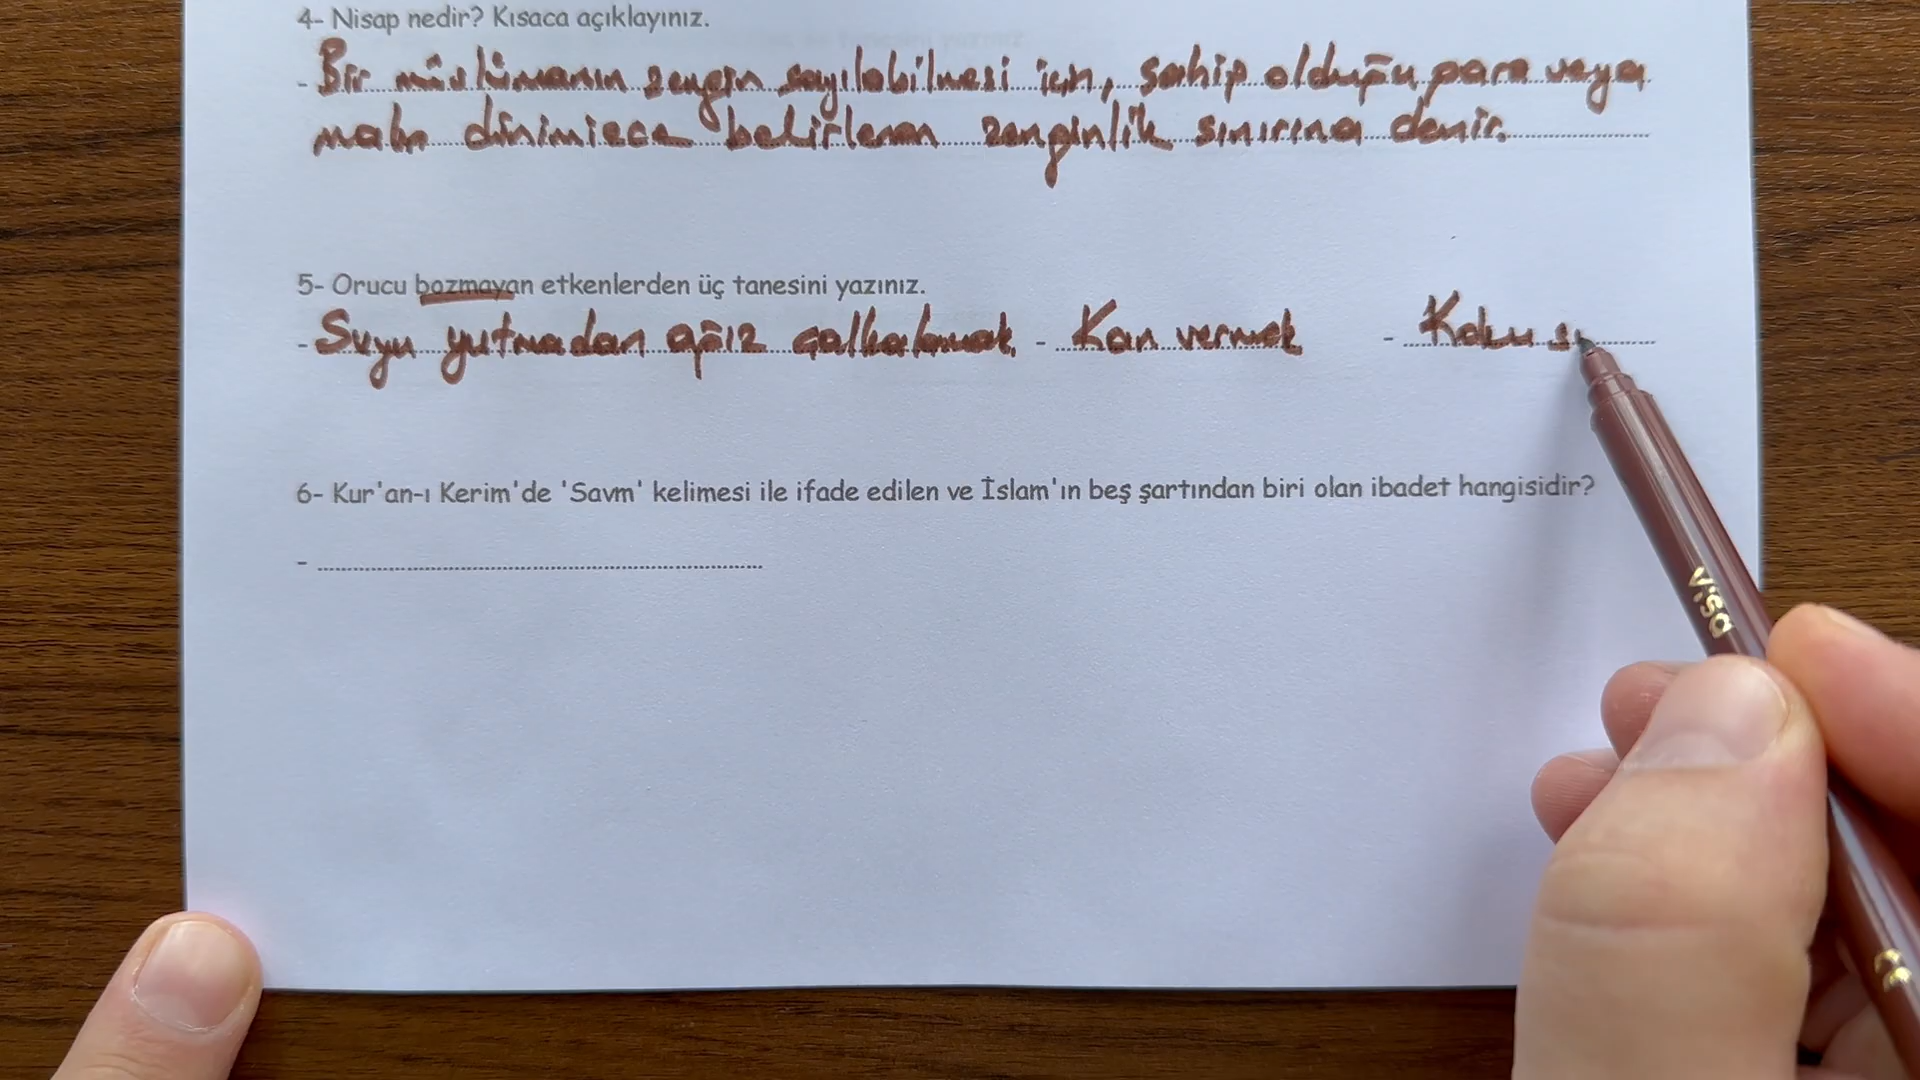 4- Nisap nedir? Kısaca açıklayınız.
- Bir müslümanın zengin sayılabilmesi için, sahip olduğu para veya
mala dinimizce belirlenen zenginlik sınırına denir.
5- Orucu bozmayan etkenlerden üç tanesini yazınız.
- Suyu yutmadan ağız çalkalamak - Kan vermek - Koku sü
6- Kur'an-ı Kerim'de 'Savm' kelimesi ile ifade edilen ve İslam'ın beş şartından biri olan ibadet hangisidir?
-
Visa